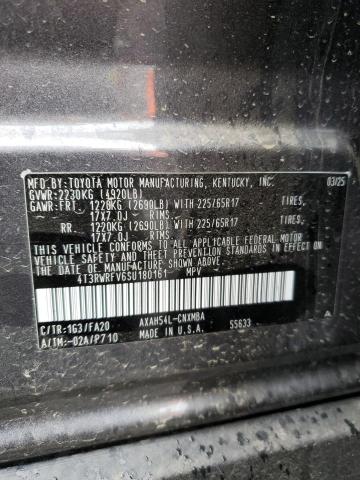 MFD. BY:TOYOTA MOTOR MANUFACTURING, KENTUCKY, INC. 03/25
GVWR:2230KG (4920LB)
GAWR:FRT 1220KG (2690LB) WITH 225/65R17 TIRES,
17X7.0J RIMS,
RR 1220KG (2690LB) WITH 225/65R17 TIRES,
17X7.0J RIMS,
THIS VEHICLE CONFORMS TO ALL APPLICABLE FEDERAL MOTOR
VEHICLE SAFETY, BUMPER, AND THEFT PREVENTION STANDARDS IN EFFECT
ON THE DATE OF MANUFACTURE SHOWN ABOVE.
4T3RWRFV6SU180161 MPV
C/TR:1G3/FA20 AXAH54L-CNXMBA
A/TM:-02A/P710 MADE IN U.S.A. 55633 A